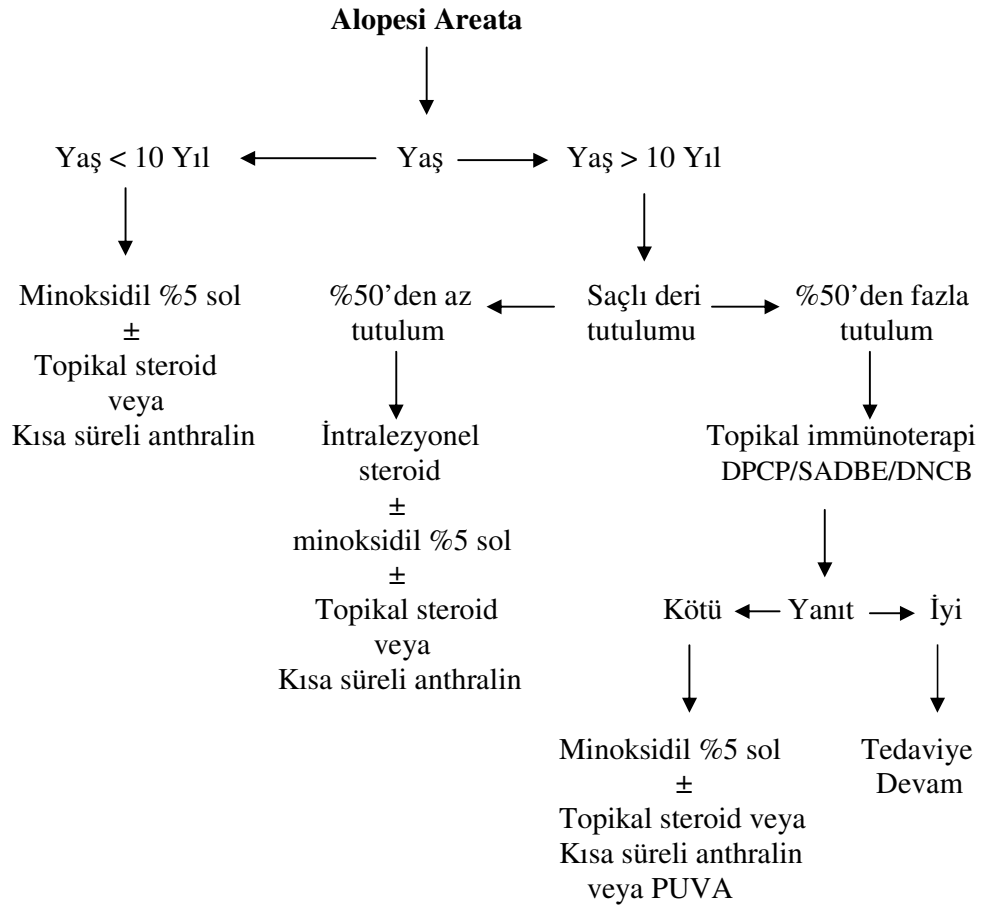 Alopesi Areata
Yaş < 10 Yıl
Yaş
Yaş > 10 Yıl
Minoksidil %5 sol
±
Topikal steroid
veya
Kısa süreli anthralin
%50’den az
tutulum
Saçlı deri
tutulumu
%50’den fazla
tutulum
İntralezyonel
steroid
±
minoksidil %5 sol
±
Topikal steroid
veya
Kısa süreli anthralin
Topikal immünoterapi
DPCP/SADBE/DNCB
Kötü
Yanıt
İyi
Minoksidil %5 sol
±
Topikal steroid veya
Kısa süreli anthralin
veya PUVA
Tedaviye
Devam